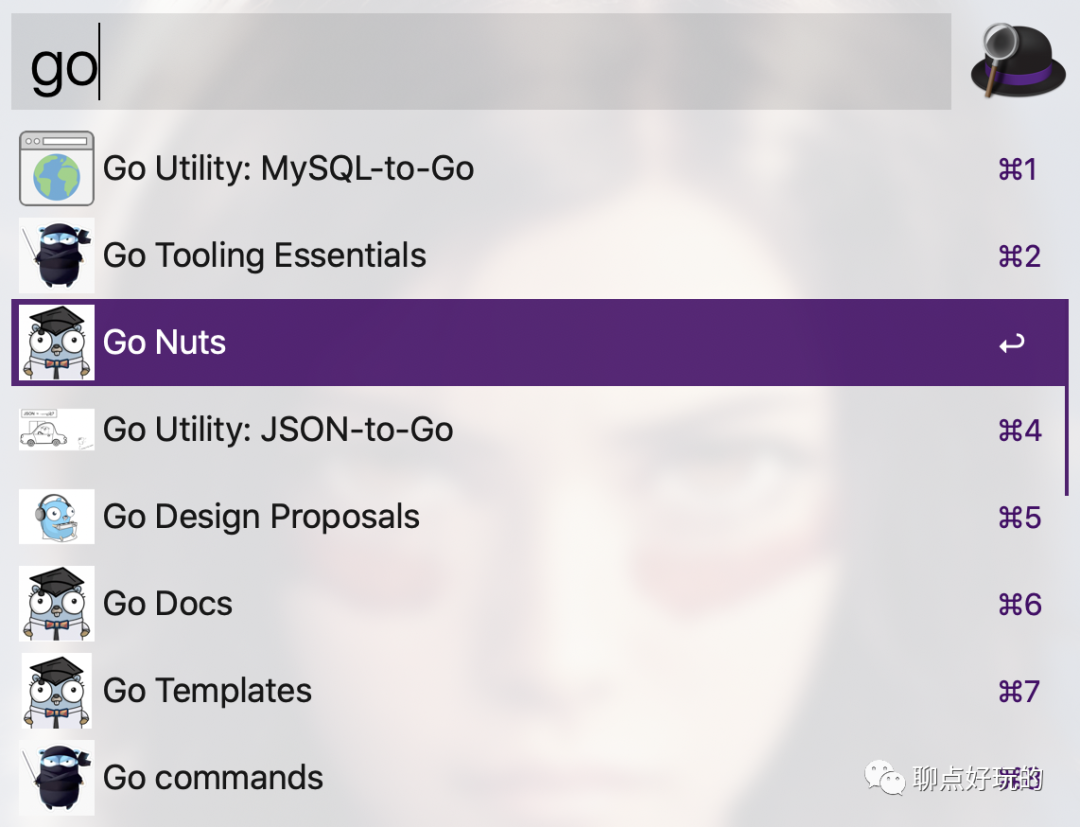 go
Go Utility: MySQL-to-Go ⌘1
Go Tooling Essentials ⌘2
Go Nuts
Go Utility: JSON-to-Go ⌘4
Go Design Proposals ⌘5
Go Docs ⌘6
Go Templates ⌘7
Go commands
聊点好玩的